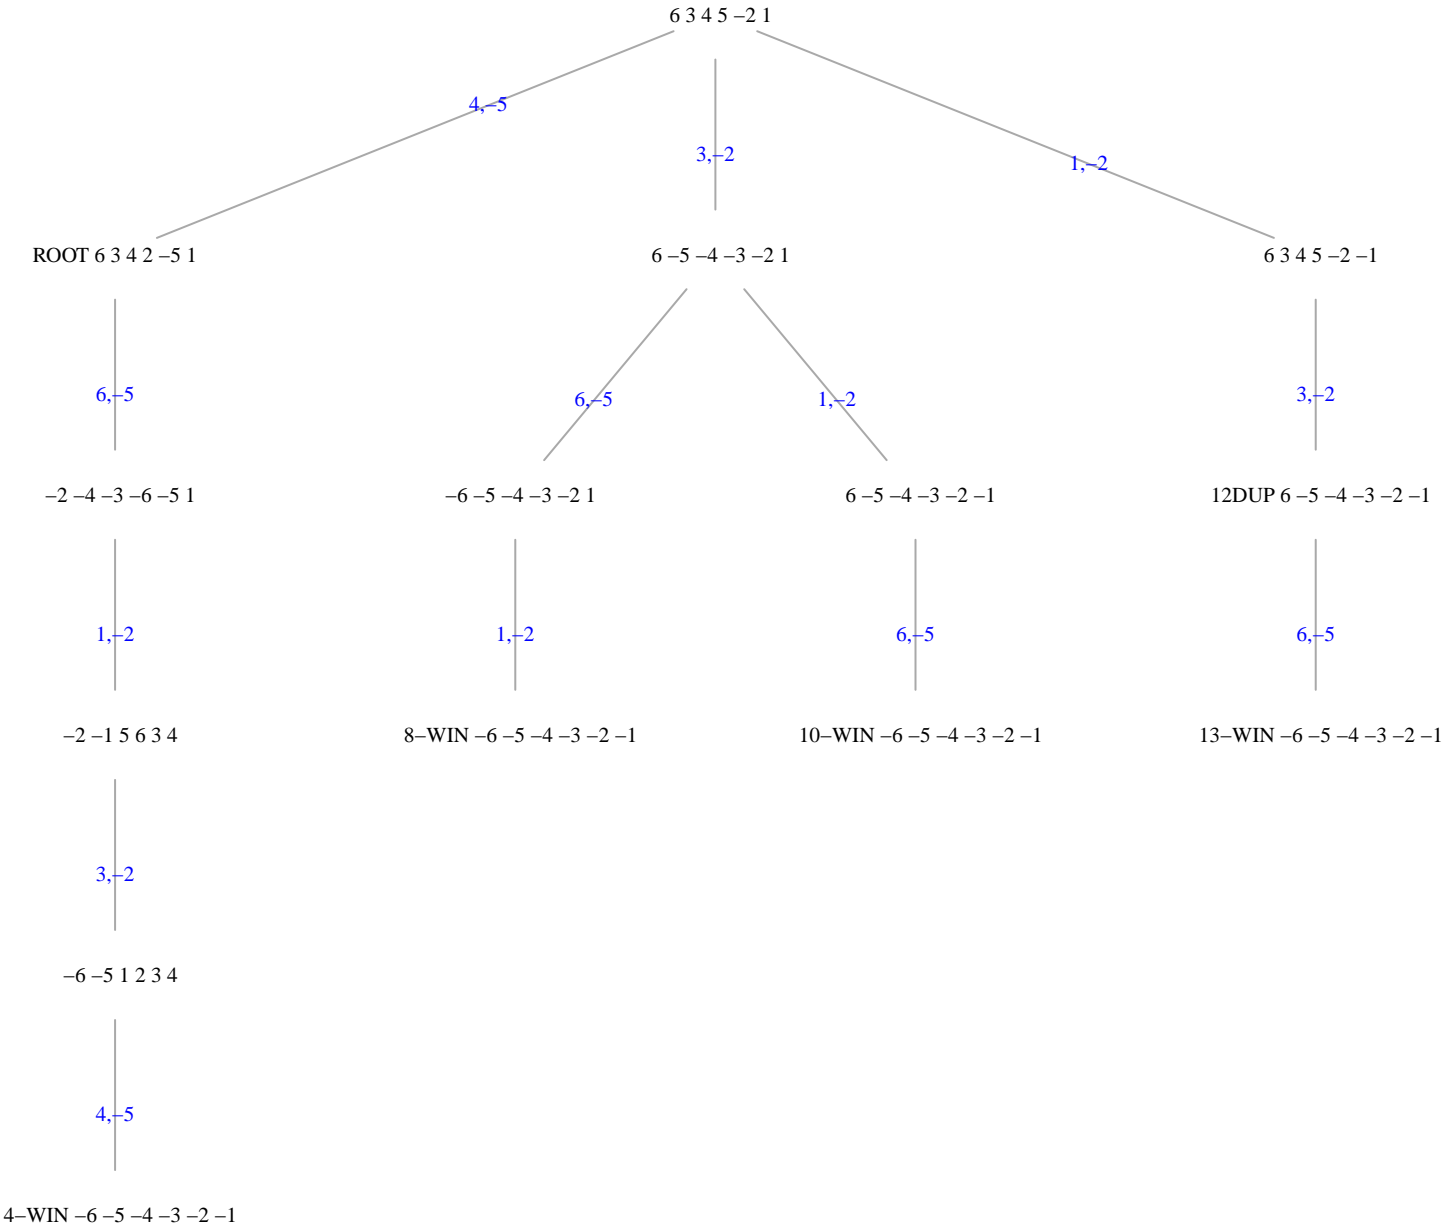 6 3 4 5 –2 1
4,–5
3,–2
1,–2
ROOT 6 3 4 2 –5 1
6 –5 –4 –3 –2 1
6 3 4 5 –2 –1
6,–5
6,–5
1,–2
3,–2
–2 –4 –3 –6 –5 1
–6 –5 –4 –3 –2 1
6 –5 –4 –3 –2 –1
12DUP 6 –5 –4 –3 –2 –1
1,–2
1,–2
6,–5
6,–5
–2 –1 5 6 3 4
8–WIN –6 –5 –4 –3 –2 –1
10–WIN –6 –5 –4 –3 –2 –1
13–WIN –6 –5 –4 –3 –2 –1
3,–2
–6 –5 1 2 3 4
4,–5
4–WIN –6 –5 –4 –3 –2 –1